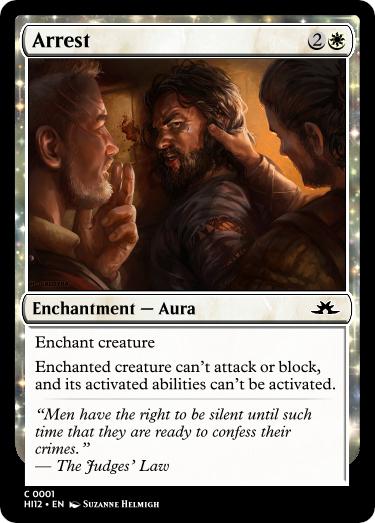 Arrest
2
Enchantment — Aura
Enchant creature
Enchanted creature can't attack or block,
and its activated abilities can't be activated.
“Men have the right to be silent until such
time that they are ready to confess their
crimes.”
— The Judges’ Law
C 0001
HI12 • EN Suzanne Helmigh